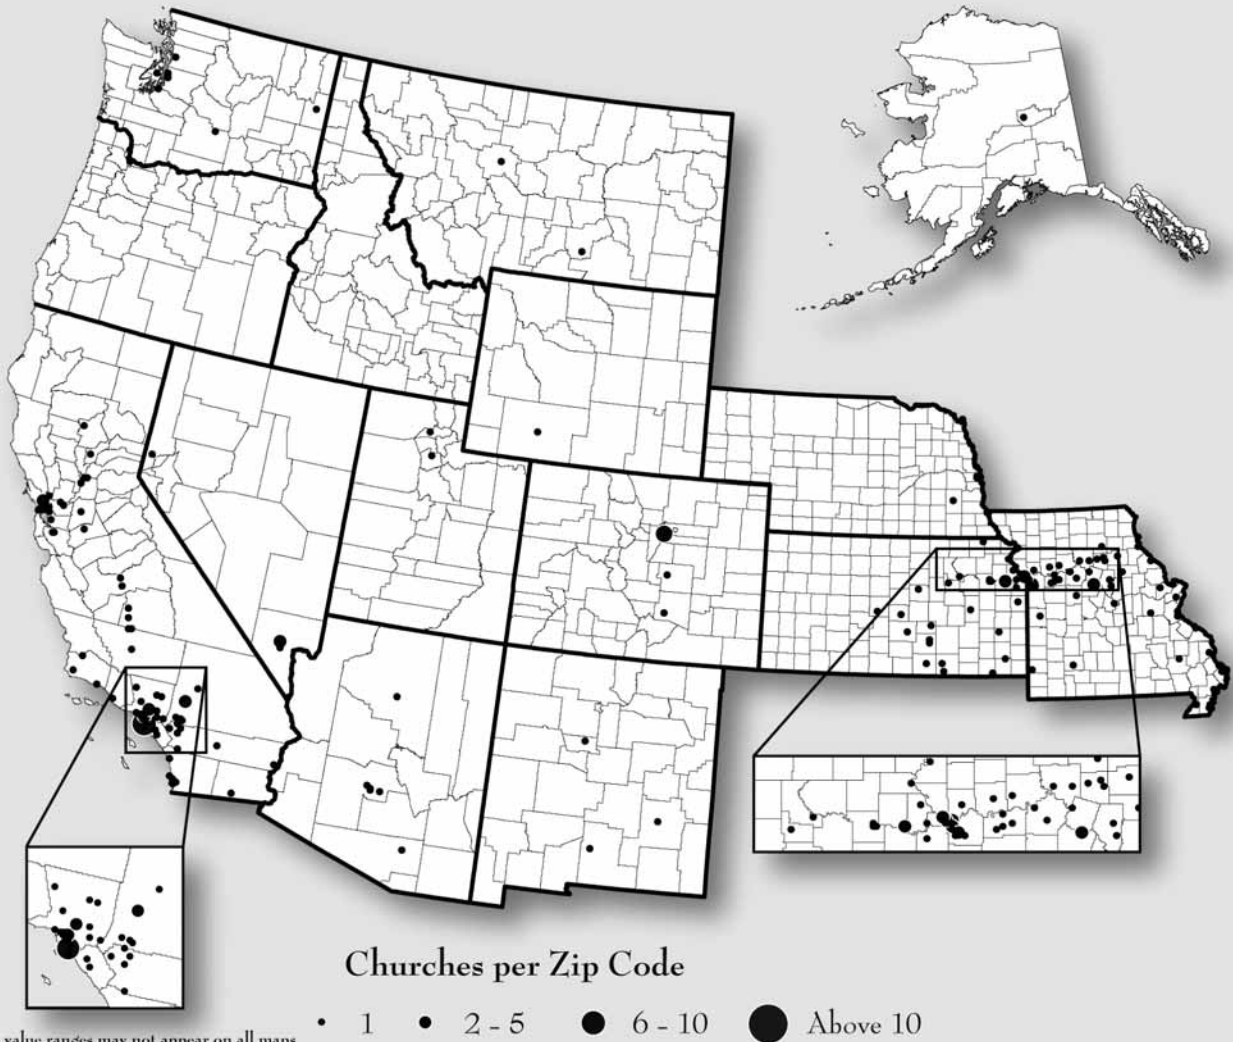 Churches per Zip Code
1 2 - 5 6 - 10 Above 10
value ranges may not appear on all maps